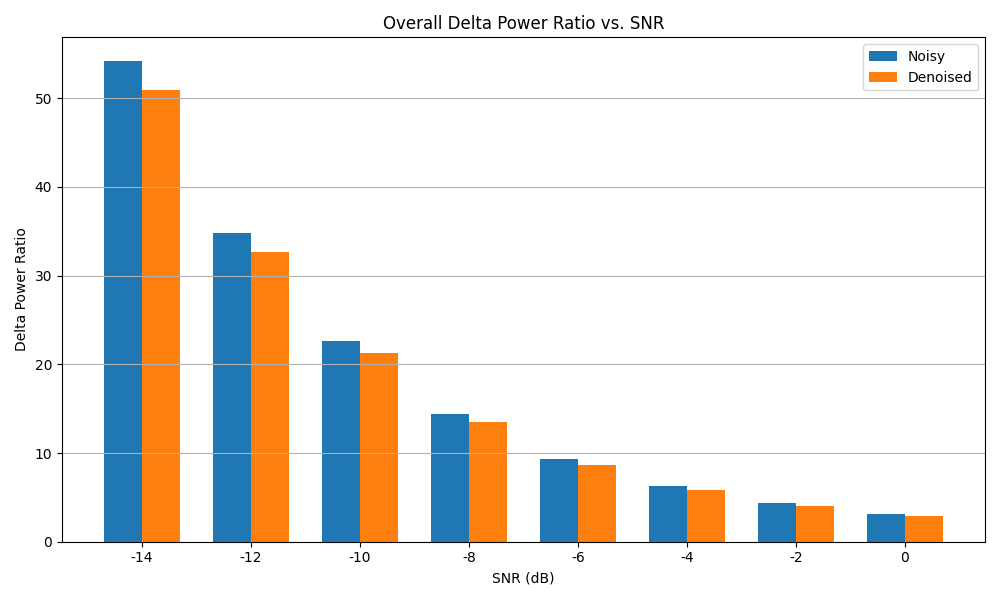 Overall Delta Power Ratio vs. SNR
Noisy
Denoised
Delta Power Ratio
50
40
30
20
10
0
-14 -12 -10 -8 -6 -4 -2 0
SNR (dB)